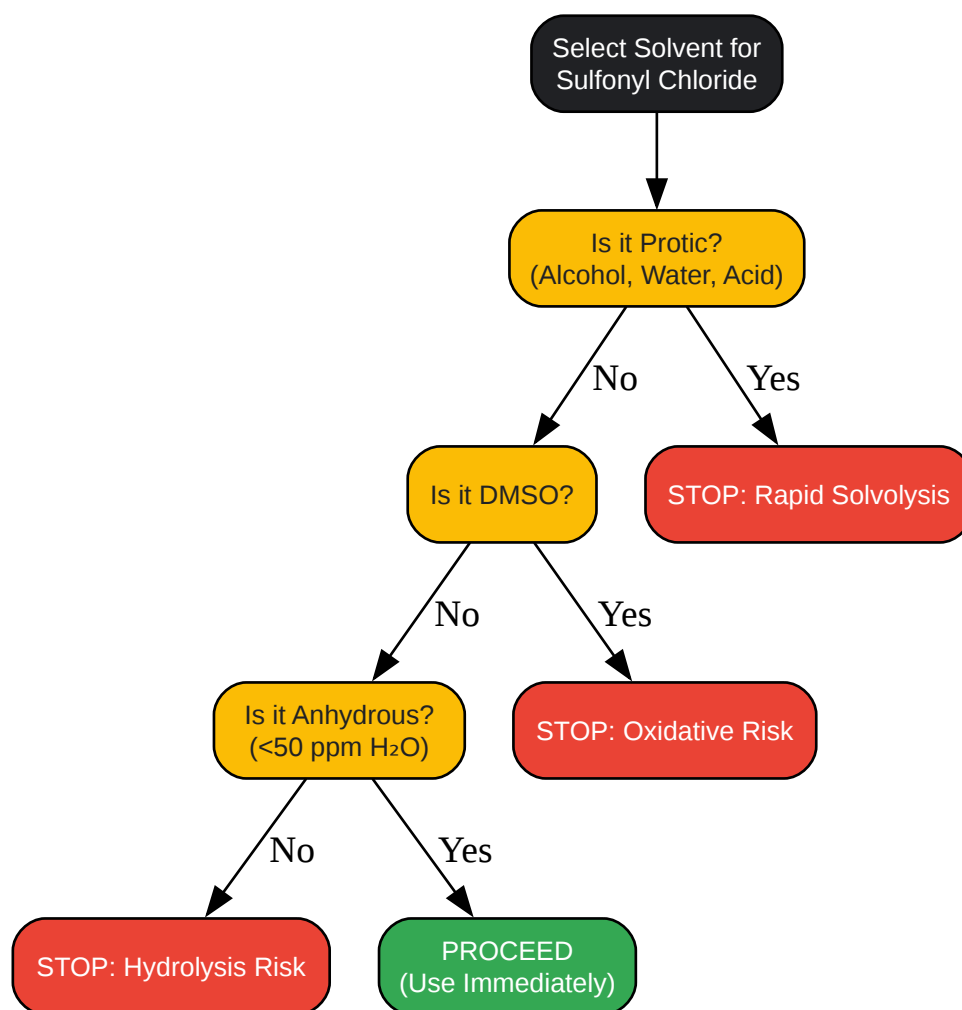 Select Solvent for
Sulfonyl Chloride
Is it Protic?
(Alcohol, Water, Acid)
No
Yes
Is it DMSO?
STOP: Rapid Solvolysis
No
Yes
Is it Anhydrous?
(<50 ppm H₂O)
STOP: Oxidative Risk
No
Yes
STOP: Hydrolysis Risk
PROCEED
(Use Immediately)